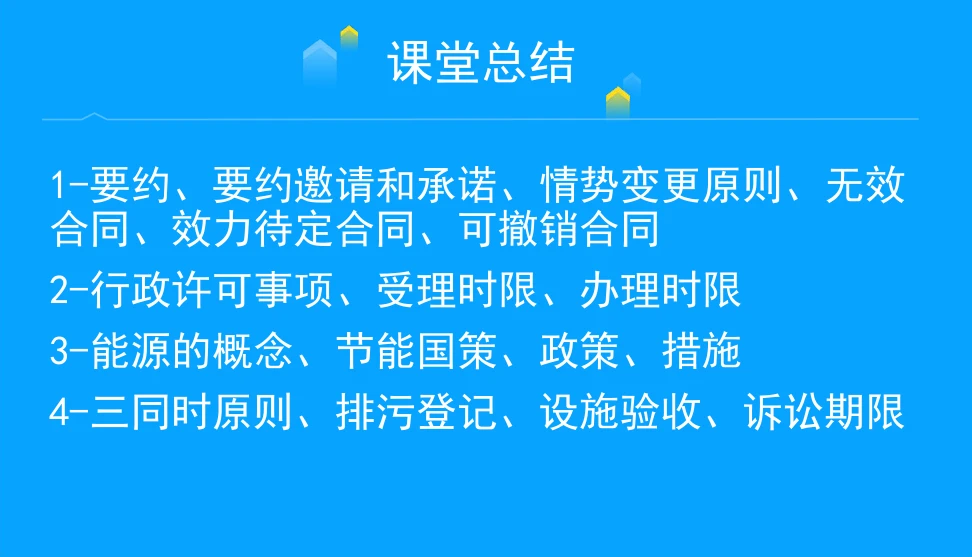 课堂总结
1-要约、要约邀请和承诺、情势变更原则、无效
合同、效力待定合同、可撤销合同
2-行政许可事项、受理时限、办理时限
3-能源的概念、节能国策、政策、措施
4-三同时原则、排污登记、设施验收、诉讼期限